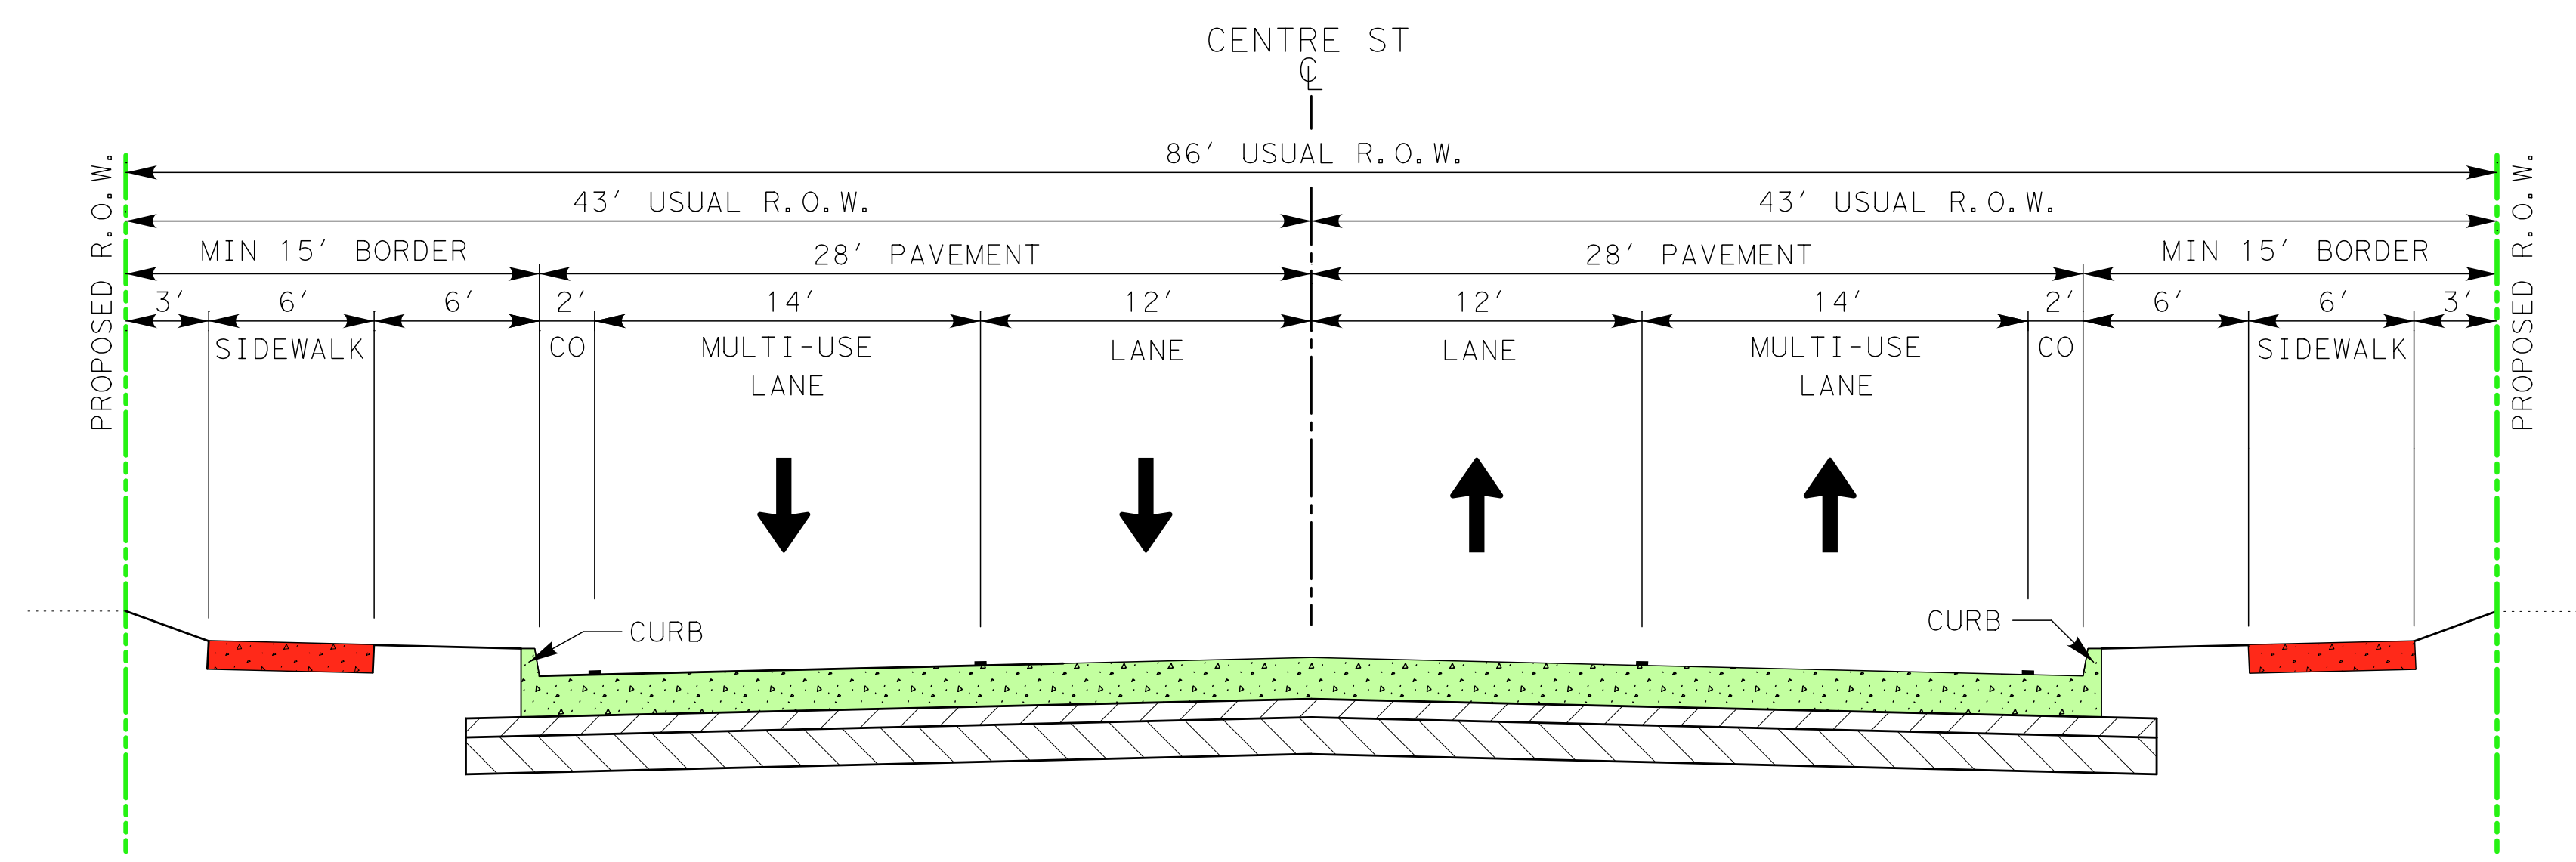 CENTRE ST
℄
86' USUAL R.O.W.
43' USUAL R.O.W. 43' USUAL R.O.W.
MIN 15' BORDER 28' PAVEMENT 28' PAVEMENT MIN 15' BORDER
3' 6' 6' 2' 14' 12' 12' 14' 2' 6' 6' 3'
SIDEWALK CO MULTI-USE LANE LANE MULTI-USE CO SIDEWALK
LANE LANE
PROPOSED R.O.W.
PROPOSED R.O.W.
CURB
CURB